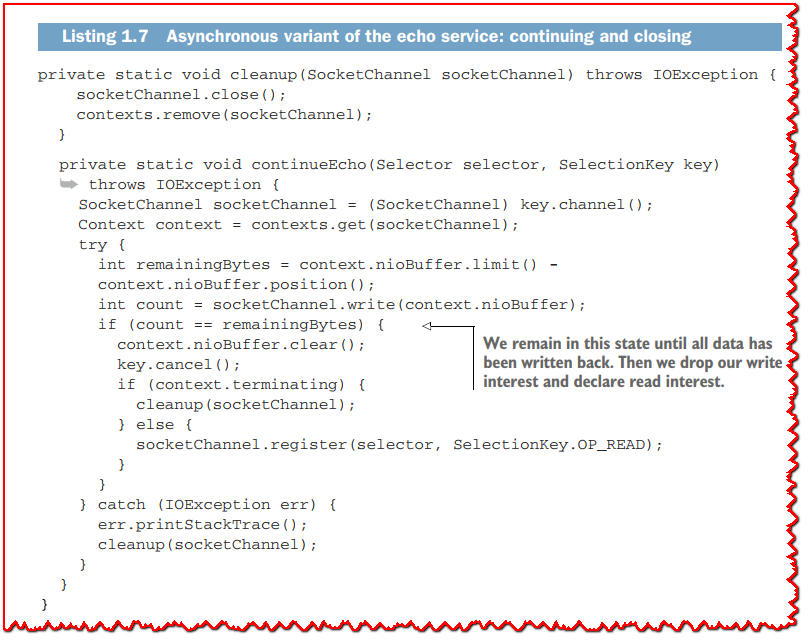 Listing 1.7 Asynchronous variant of the echo service: continuing and closing
private static void cleanup(SocketChannel socketChannel) throws IOException {
socketChannel.close();
contexts.remove(socketChannel);
}
private static void continueEcho(Selector selector, SelectionKey key)
➥ throws IOException {
SocketChannel socketChannel = (SocketChannel) key.channel();
Context context = contexts.get(socketChannel);
try {
int remainingBytes = context.nioBuffer.limit() -
context.nioBuffer.position();
int count = socketChannel.write(context.nioBuffer);
if (count == remainingBytes) {
context.nioBuffer.clear();
key.cancel();
if (context.terminating) {
cleanup(socketChannel);
} else {
socketChannel.register(selector, SelectionKey.OP_READ);
}
}
} catch (IOException err) {
err.printStackTrace();
cleanup(socketChannel);
}
}
}
We remain in this state until all data has
been written back. Then we drop our write
interest and declare read interest.